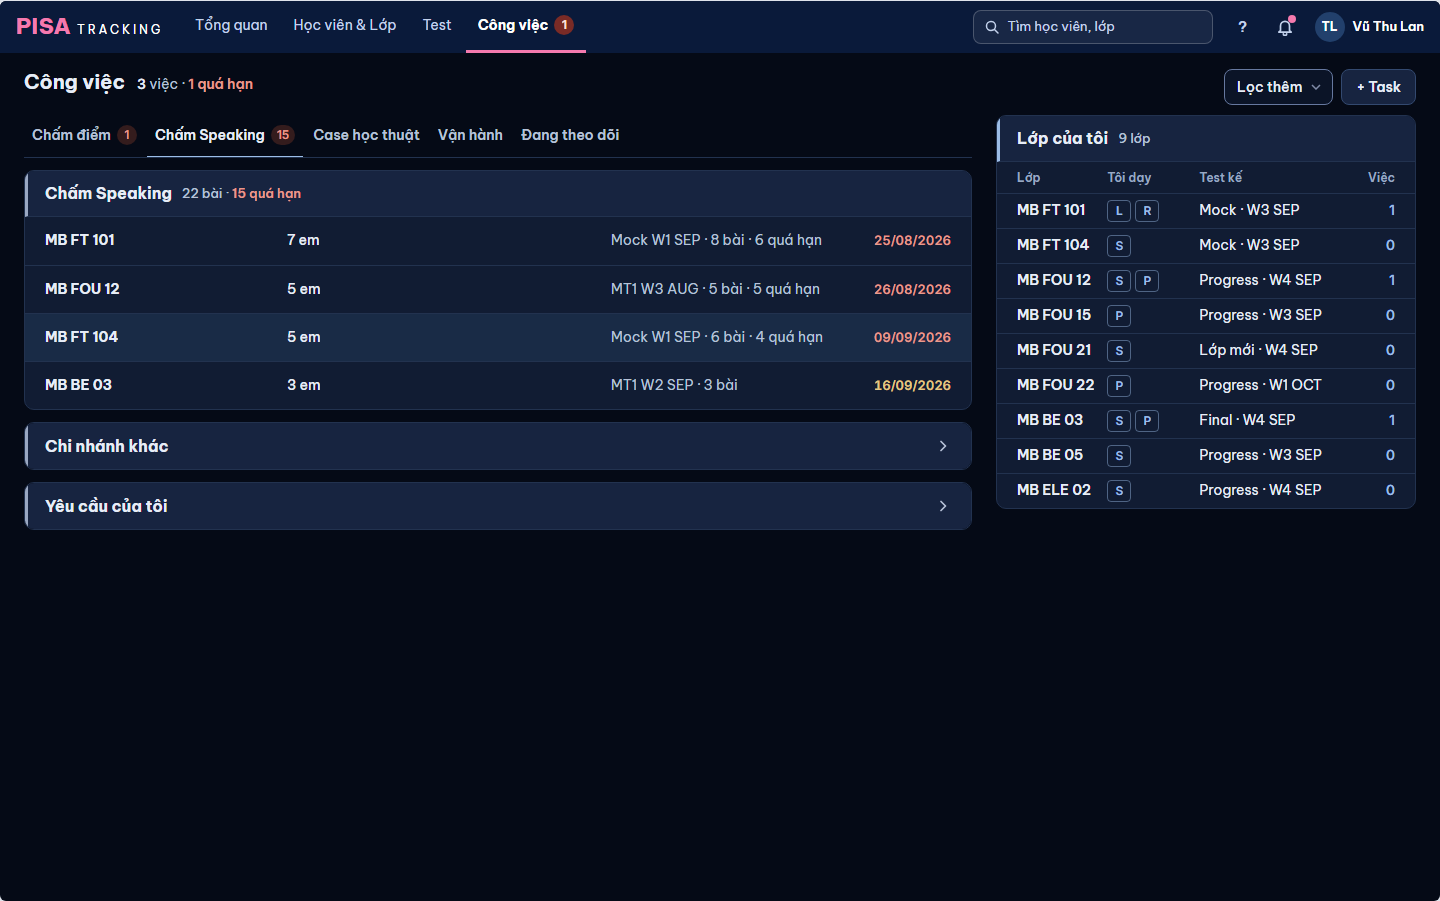 PISA TRACKING Tổng quan Học viên & Lớp Test Công việc 1 Tìm học viên, lớp ? TL Vũ Thu Lan
Công việc 3 việc · 1 quá hạn Lọc thêm + Task
Chấm điểm 1 Chấm Speaking 15 Case học thuật Vận hành Đang theo dõi
Chấm Speaking 22 bài · 15 quá hạn
MB FT 101 7 em Mock W1 SEP · 8 bài · 6 quá hạn 25/08/2026
MB FOU 12 5 em MT1 W3 AUG · 5 bài · 5 quá hạn 26/08/2026
MB FT 104 5 em Mock W1 SEP · 6 bài · 4 quá hạn 09/09/2026
MB BE 03 3 em MT1 W2 SEP · 3 bài 16/09/2026
Chi nhánh khác
Yêu cầu của tôi
Lớp của tôi 9 lớp
Lớp Tôi dạy Test kế Việc
MB FT 101 L R Mock · W3 SEP 1
MB FT 104 S Mock · W3 SEP 0
MB FOU 12 S P Progress · W4 SEP 1
MB FOU 15 P Progress · W3 SEP 0
MB FOU 21 S Lớp mới · W4 SEP 0
MB FOU 22 P Progress · W1 OCT 0
MB BE 03 S P Final · W4 SEP 1
MB BE 05 S Progress · W3 SEP 0
MB ELE 02 S Progress · W4 SEP 0